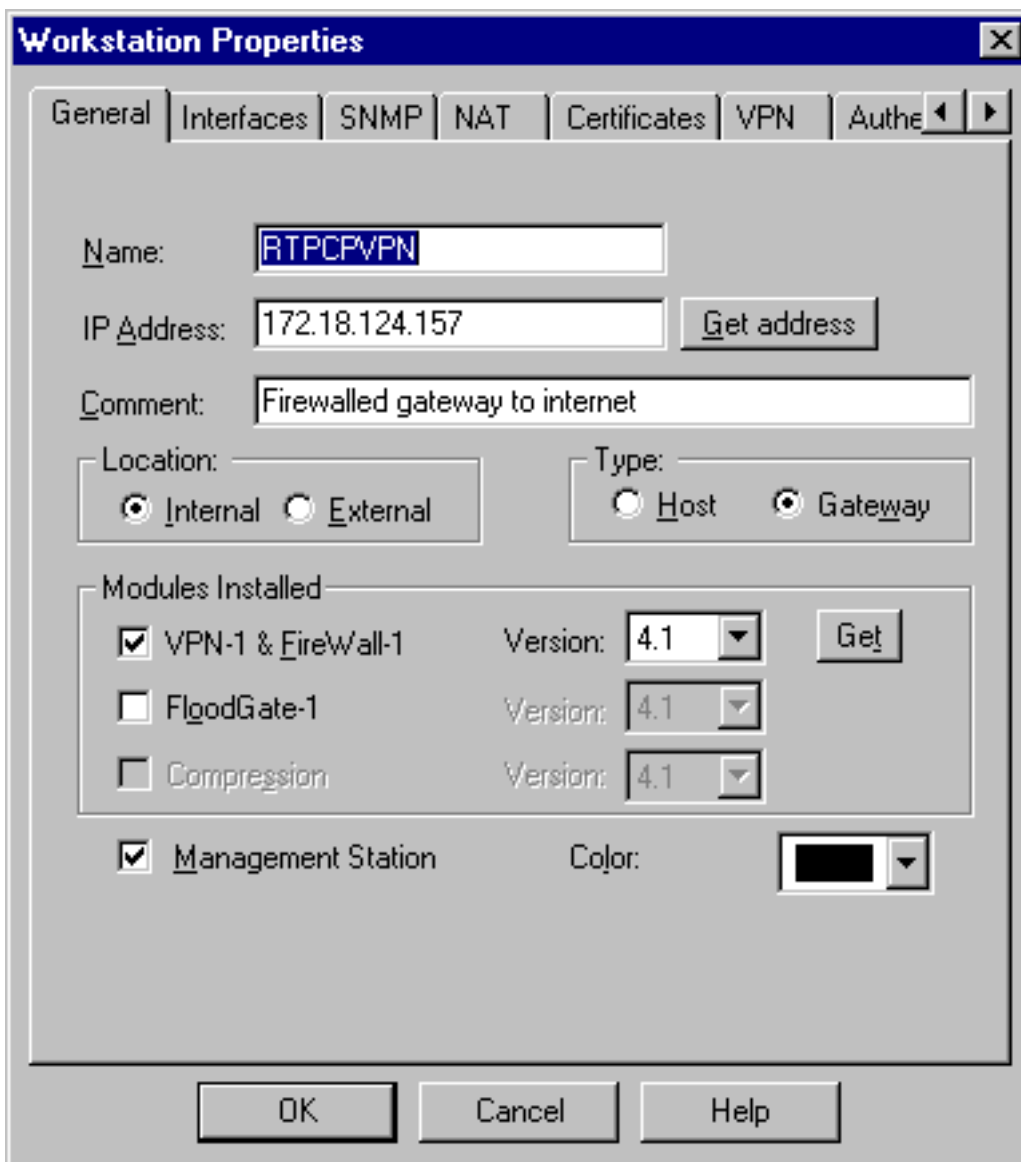 Workstation Properties
General Interfaces SNMP NAT Certificates VPN Authe
Name: RTPCPVPN
IP Address: 172.18.124.157 Get address
Comment: Firewalled gateway to internet
Location: Type:
Internal External Host Gateway
Modules Installed
VPN-1 & FireWall-1 Version: 4.1 Get
FloodGate-1 Version: 4.1
Compression Version: 4.1
Management Station Color:
OK Cancel Help